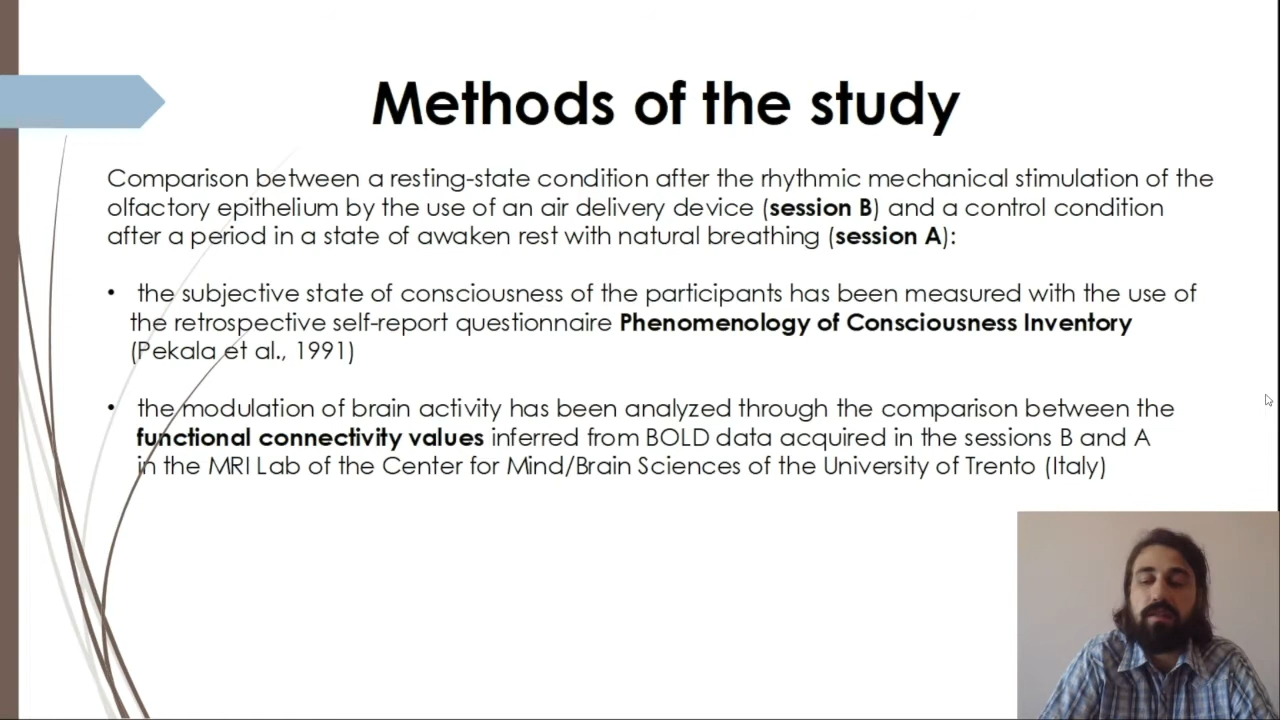 Methods of the study
Comparison between a resting-state condition after the rhythmic mechanical stimulation of the
olfactory epithelium by the use of an air delivery device (session B) and a control condition
after a period in a state of awaken rest with natural breathing (session A):
• the subjective state of consciousness of the participants has been measured with the use of
the retrospective self-report questionnaire Phenomenology of Consciousness Inventory
(Pekala et al., 1991)
• the modulation of brain activity has been analyzed through the comparison between the
functional connectivity values inferred from BOLD data acquired in the sessions B and A
in the MRI Lab of the Center for Mind/Brain Sciences of the University of Trento (Italy)